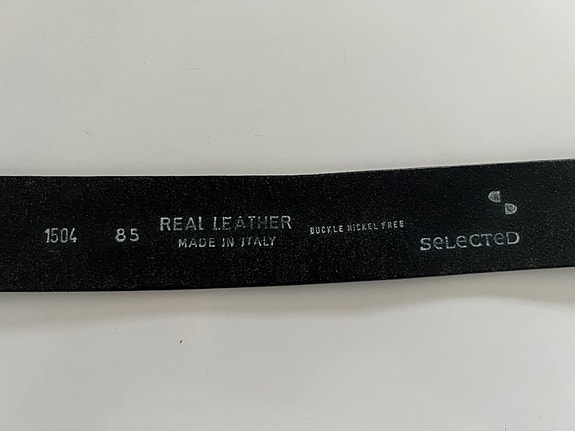 1504 85 REAL LEATHER
MADE IN ITALY
BUCKLE NICKEL FREE
SELECTED